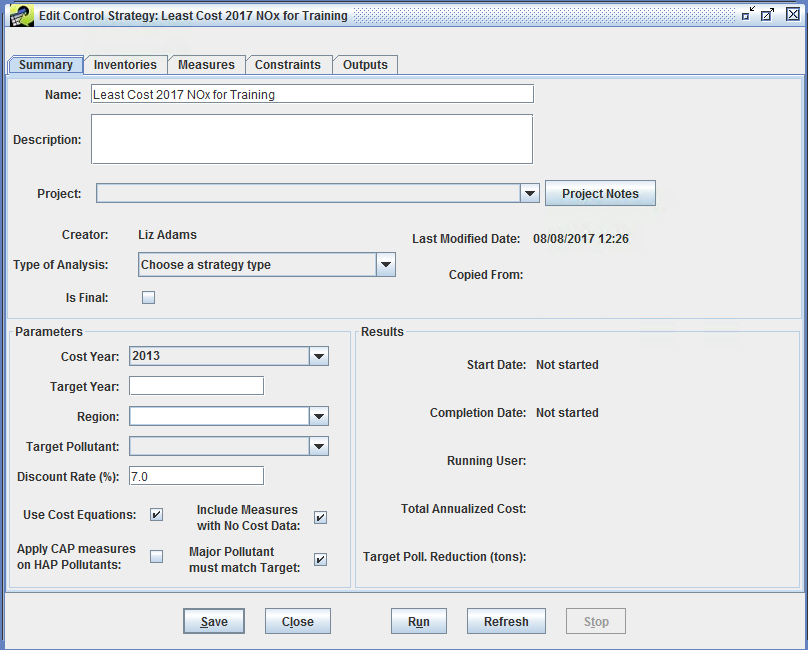 Edit Control Strategy: Least Cost 2017 NOx for Training
Summary Inventories Measures Constraints Outputs
Name: Least Cost 2017 NOx for Training
Description:
Project: Project Notes
Creator: Liz Adams
Last Modified Date: 08/08/2017 12:26
Type of Analysis: Choose a strategy type
Copied From:
Is Final:
Parameters
Cost Year: 2013
Target Year:
Region:
Target Pollutant:
Discount Rate (%): 7.0
Use Cost Equations:
Include Measures
with No Cost Data:
Apply CAP measures
on HAP Pollutants:
Major Pollutant
must match Target:
Results
Start Date: Not started
Completion Date: Not started
Running User:
Total Annualized Cost:
Target Poll. Reduction (tons):
Save Close Run Refresh Stop